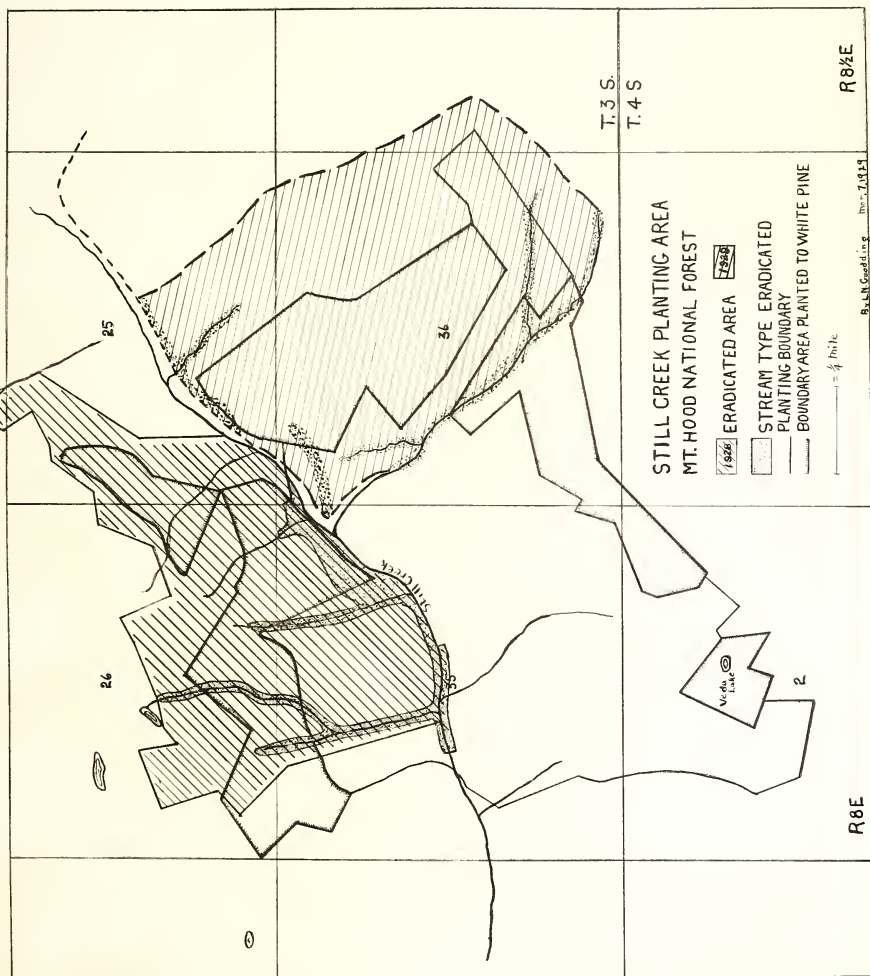 25
26
36
35
Still Creek
T. 3 S.
T. 4 S
R 8½E
STILL CREEK PLANTING AREA
MT. HOOD NATIONAL FOREST
1928 ERADICATED AREA
STREAM TYPE ERADICATED
PLANTING BOUNDARY
BOUNDARY AREA PLANTED TO WHITE PINE
= ¼ mile
By L.N. Goodding Mar. 7, 1929
Veda
Lake
2
R8E